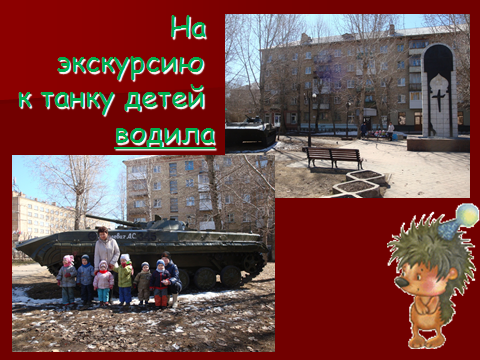 На
экскурсию
к танку детей
водила